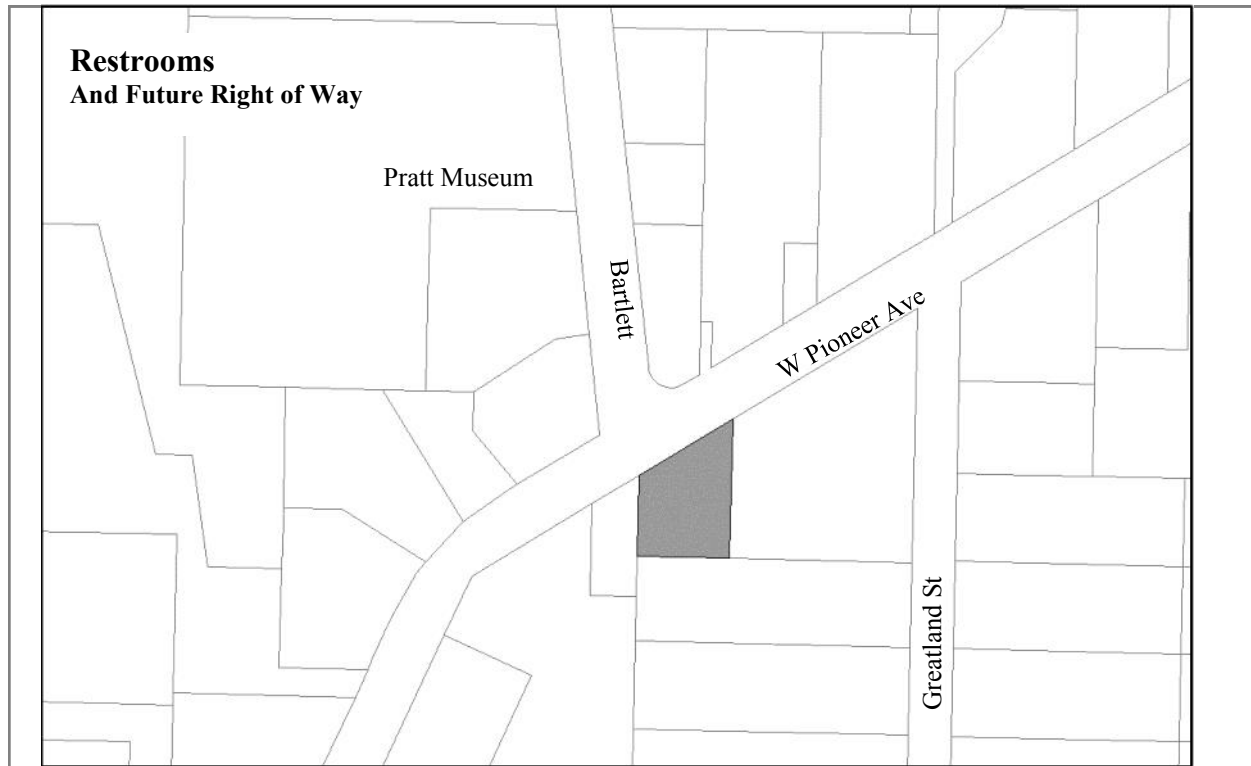 Restrooms
And Future Right of Way
Pratt Museum
Bartlett
W Pioneer Ave
Greatland St